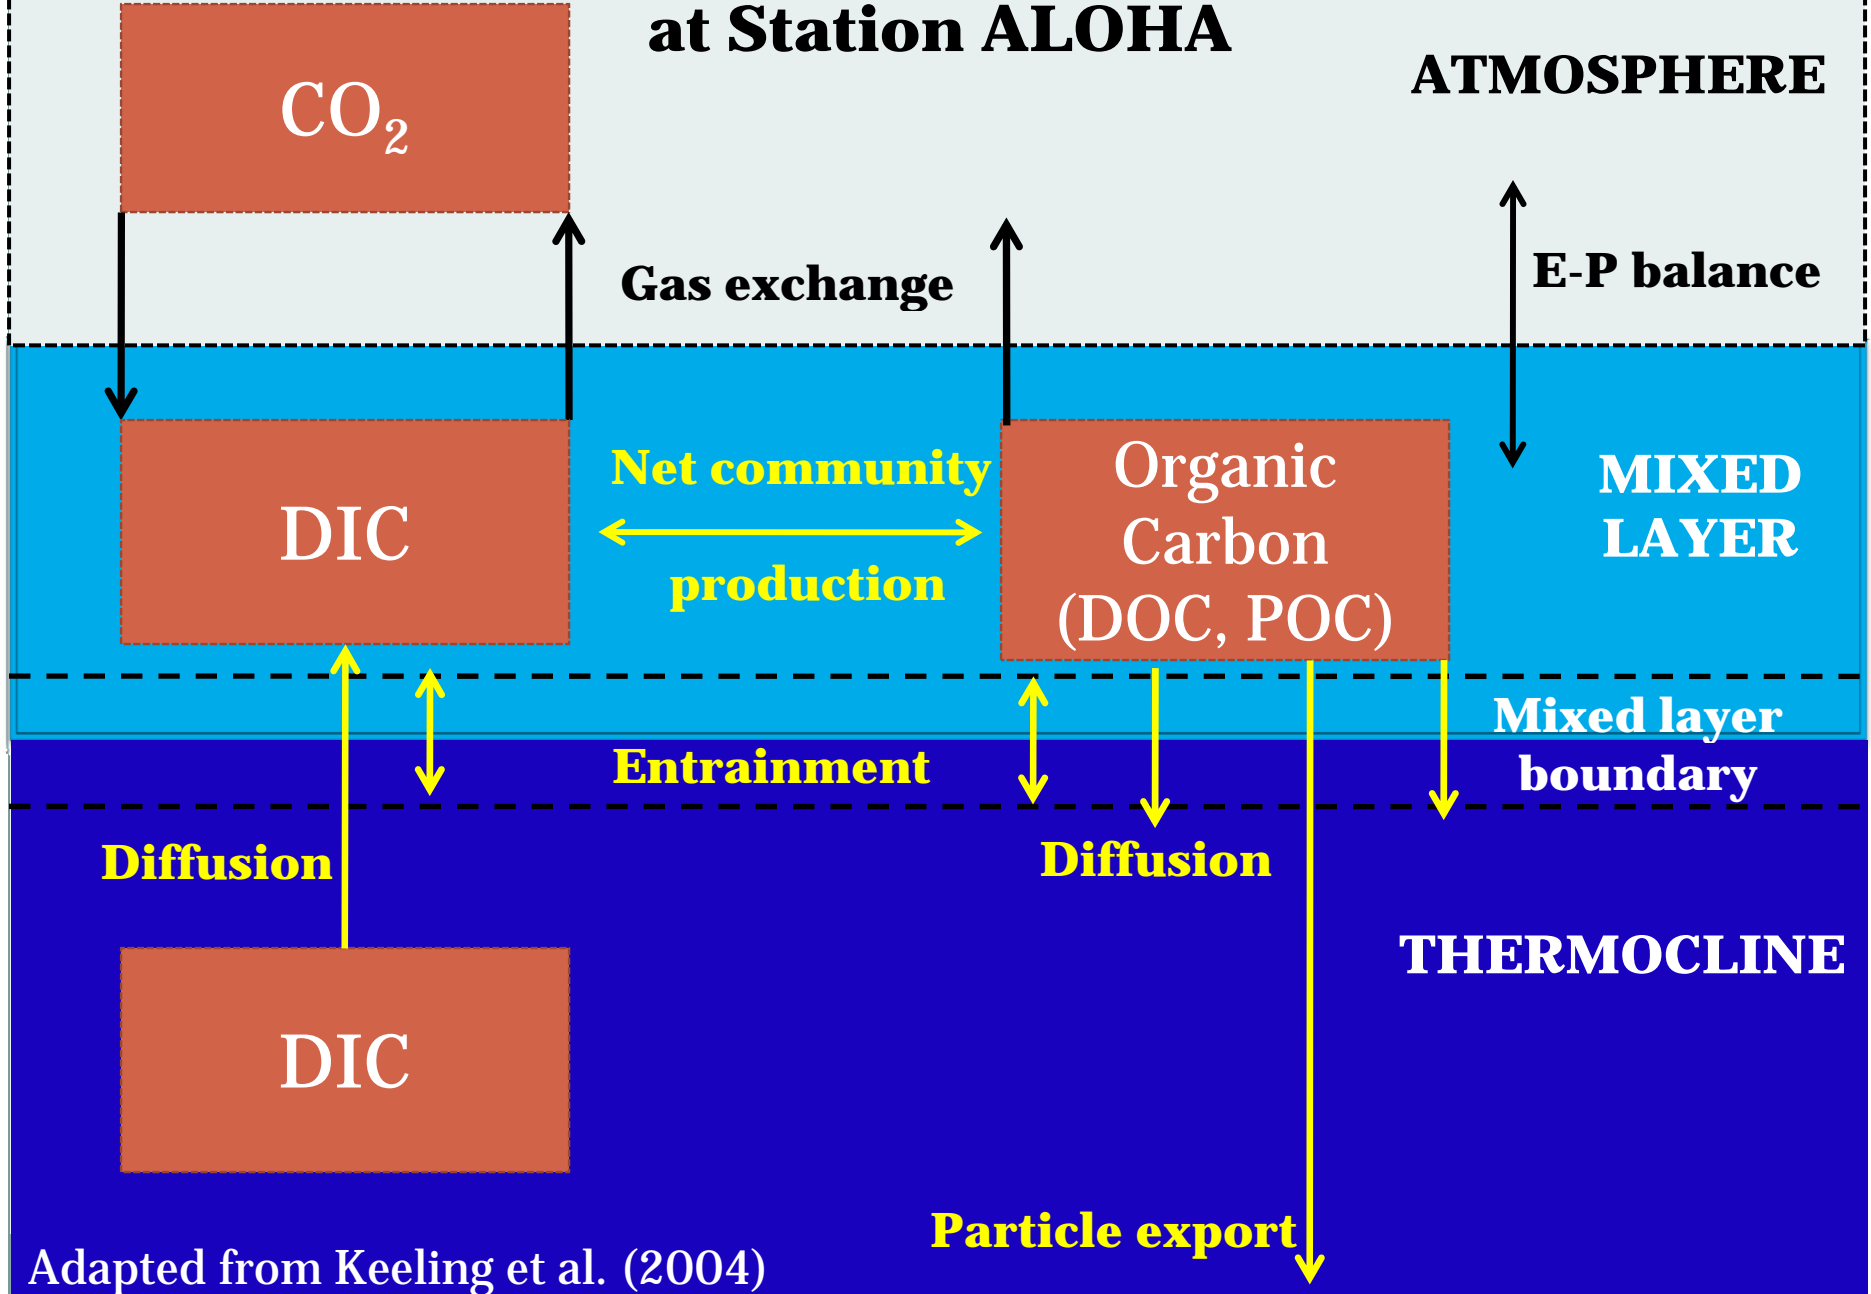 at Station ALOHA
ATMOSPHERE
CO₂
Gas exchange
E-P balance
Net community
production
DIC
Organic
Carbon
(DOC, POC)
MIXED
LAYER
Mixed layer
boundary
Entrainment
Diffusion
Diffusion
THERMOCLINE
DIC
Particle export
Adapted from Keeling et al. (2004)